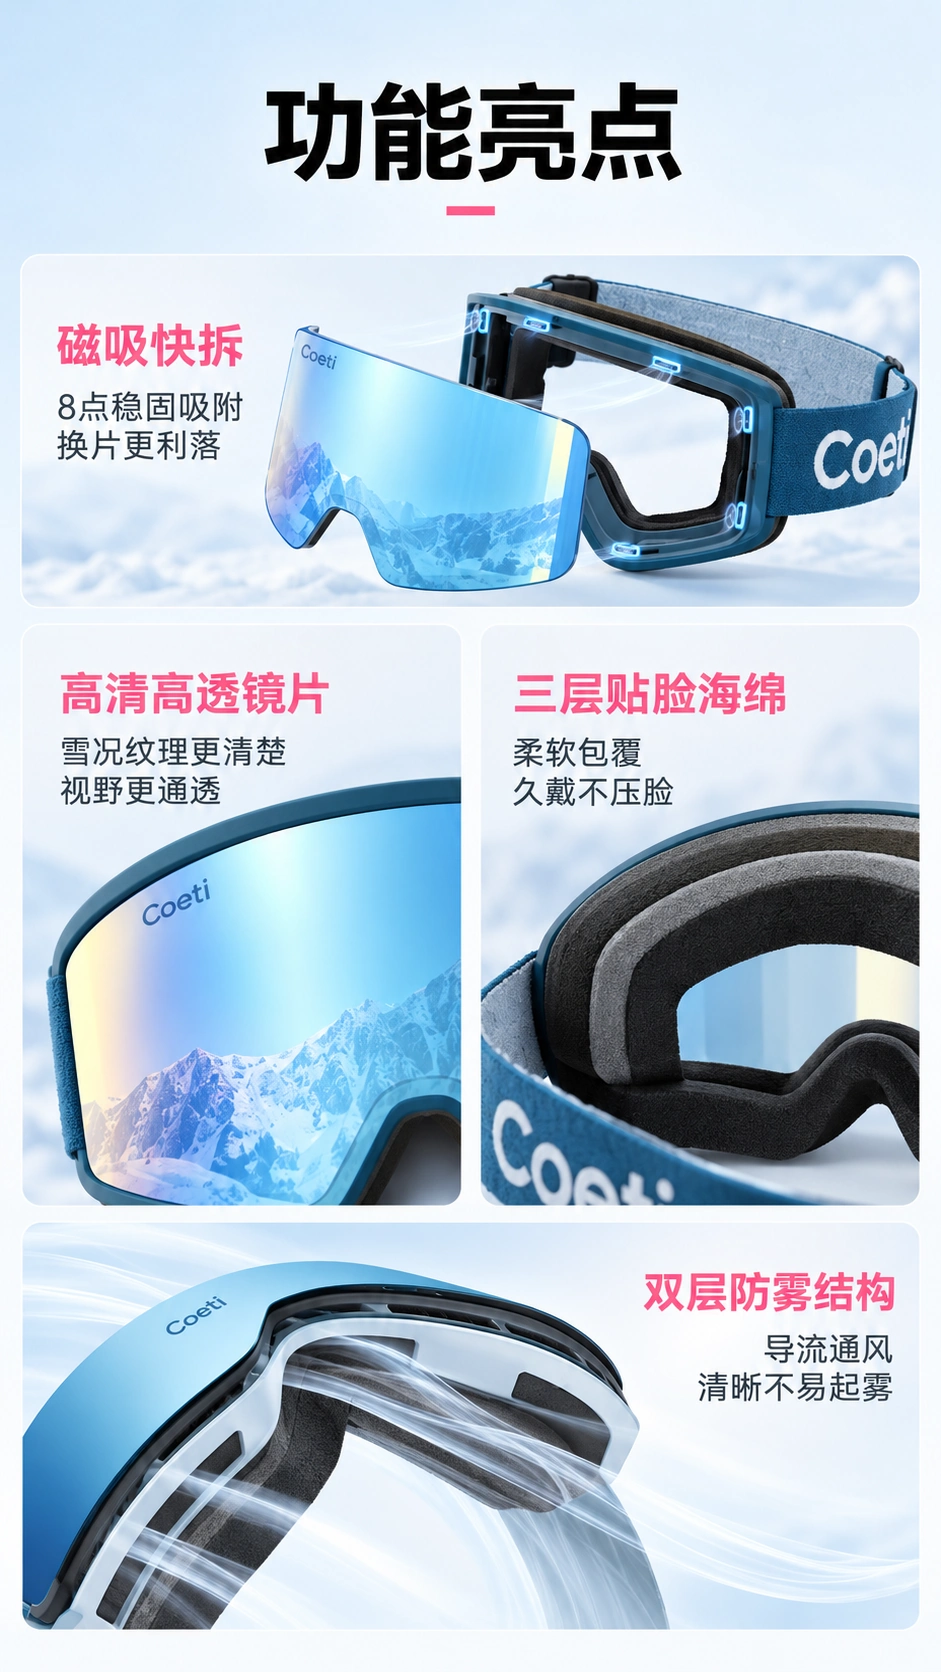 功能亮点
磁吸快拆
8点稳固吸附
换片更利落
Coeti
Coeti
高清高透镜片
雪况纹理更清楚
视野更通透
Coeti
三层贴脸海绵
柔软包覆
久戴不压脸
Coeti
双层防雾结构
导流通风
清晰不易起雾
Coeti